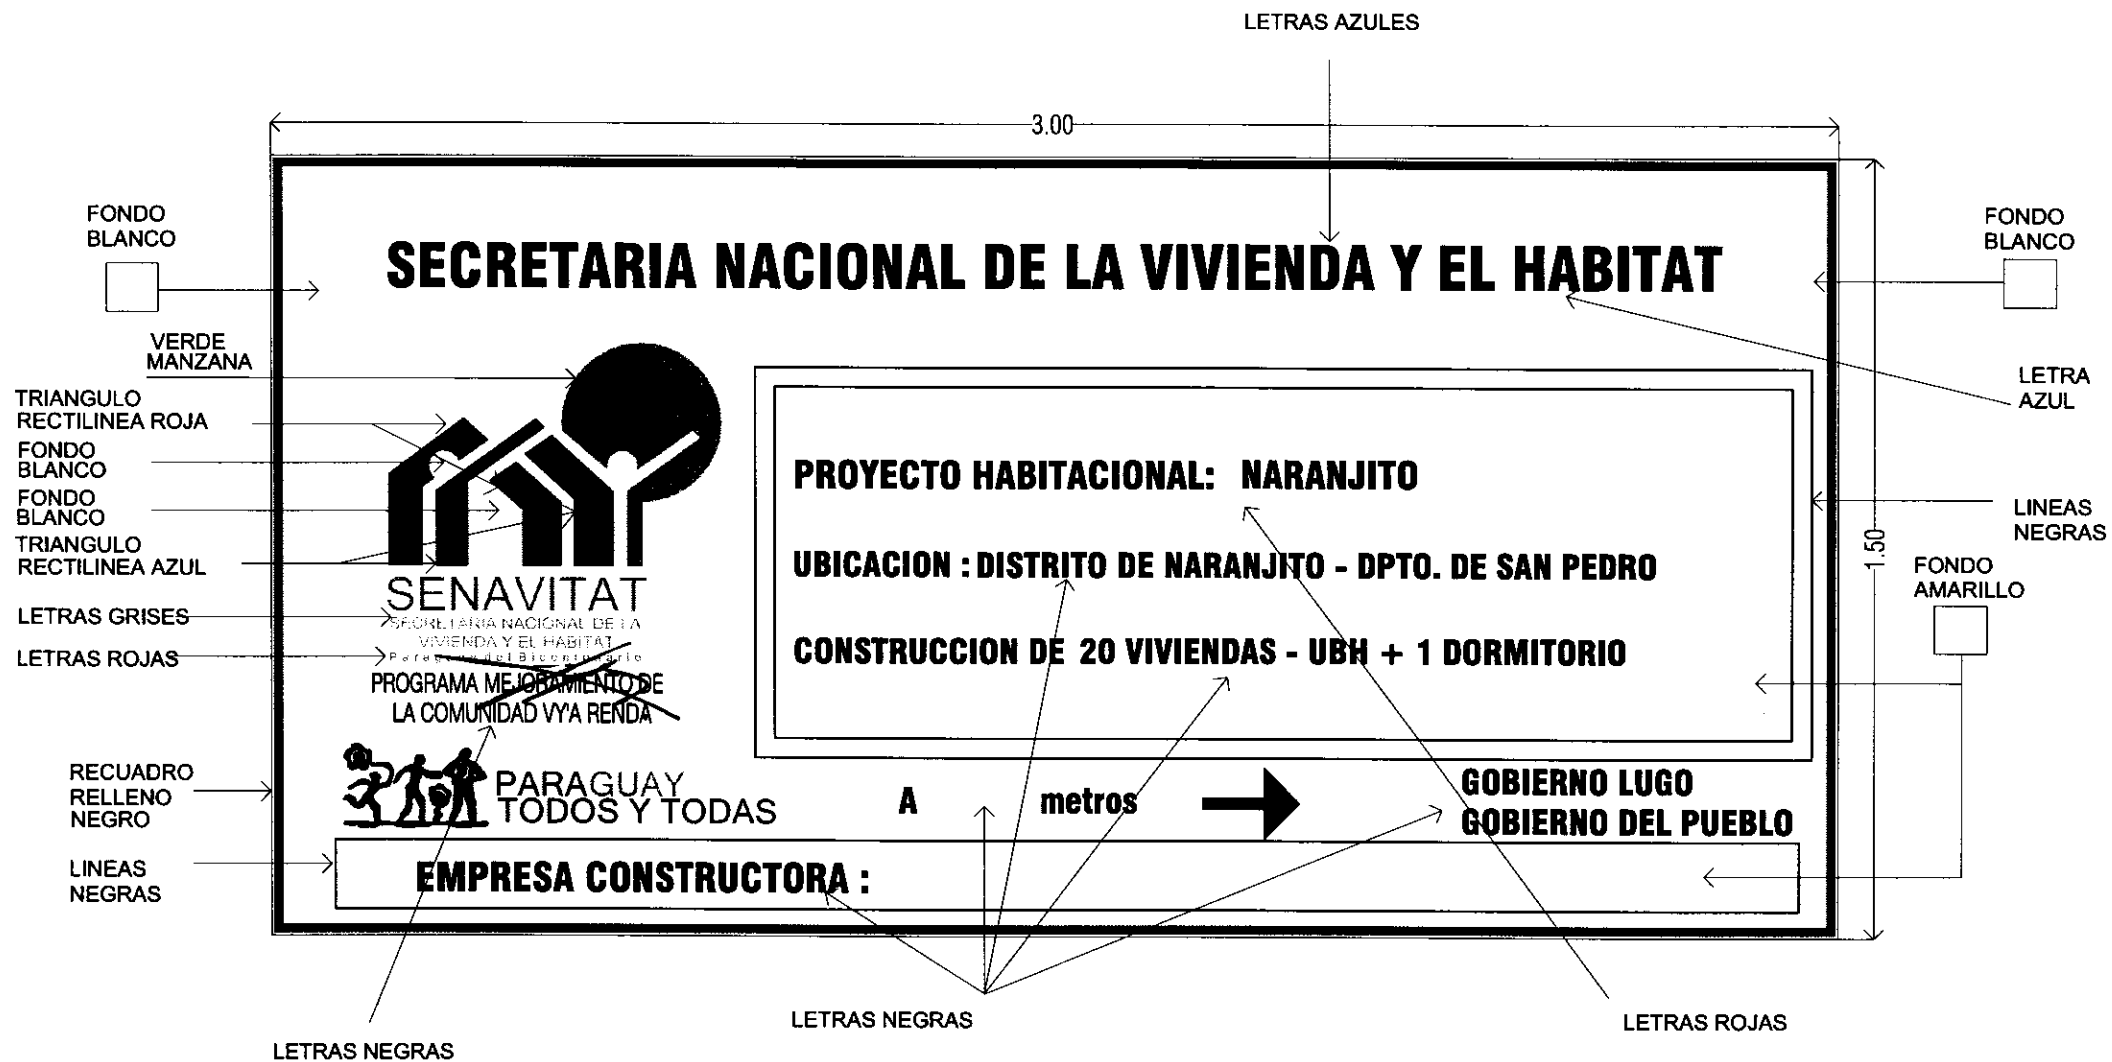 LETRAS AZULES
3.00
FONDO
BLANCO
FONDO
BLANCO
SECRETARIA NACIONAL DE LA VIVIENDA Y EL HABITAT
VERDE
MANZANA
TRIANGULO
RECTILINEA ROJA
FONDO
BLANCO
FONDO
BLANCO
TRIANGULO
RECTILINEA AZUL
LETRAS GRISES
LETRAS ROJAS
LETRA
AZUL
PROYECTO HABITACIONAL: NARANJITO
UBICACION : DISTRITO DE NARANJITO - DPTO. DE SAN PEDRO
CONSTRUCCION DE 20 VIVIENDAS - UBH + 1 DORMITORIO
LINEAS
NEGRAS
1.50
FONDO
AMARILLO
SENAVITAT
SECRETARIA NACIONAL DE LA
VIVIENDA Y EL HABITAT
Paraguay del Bicentenario
PROGRAMA MEJORAMIENTO DE
LA COMUNIDAD VY'A RENDA
RECUADRO
RELLENO
NEGRO
PARAGUAY
TODOS Y TODAS
A metros
GOBIERNO LUGO
GOBIERNO DEL PUEBLO
LINEAS
NEGRAS
EMPRESA CONSTRUCTORA :
LETRAS NEGRAS
LETRAS NEGRAS
LETRAS ROJAS